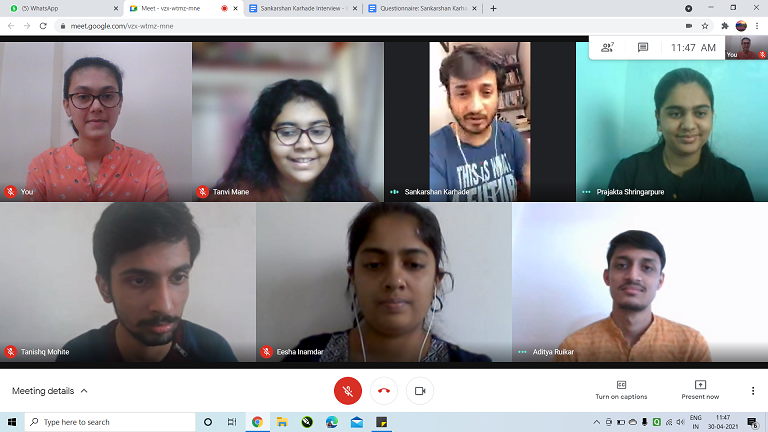 (5) WhatsApp
Meet - vzx-wtmz-mne
Sankarshan Karhade Interview -
Questionnaire: Sankarshan Karha
meet.google.com/vzx-wtmz-mne
7
11:47 AM
You
You
Tanvi Mane
Sankarshan Karhade
Prajakta Shringarpure
THIS IS WHAT
Tanishq Mohite
Eesha Inamdar
Aditya Ruikar
Meeting details
Turn on captions
Present now
Type here to search
ENG
IN
11:47
30-04-2021
6